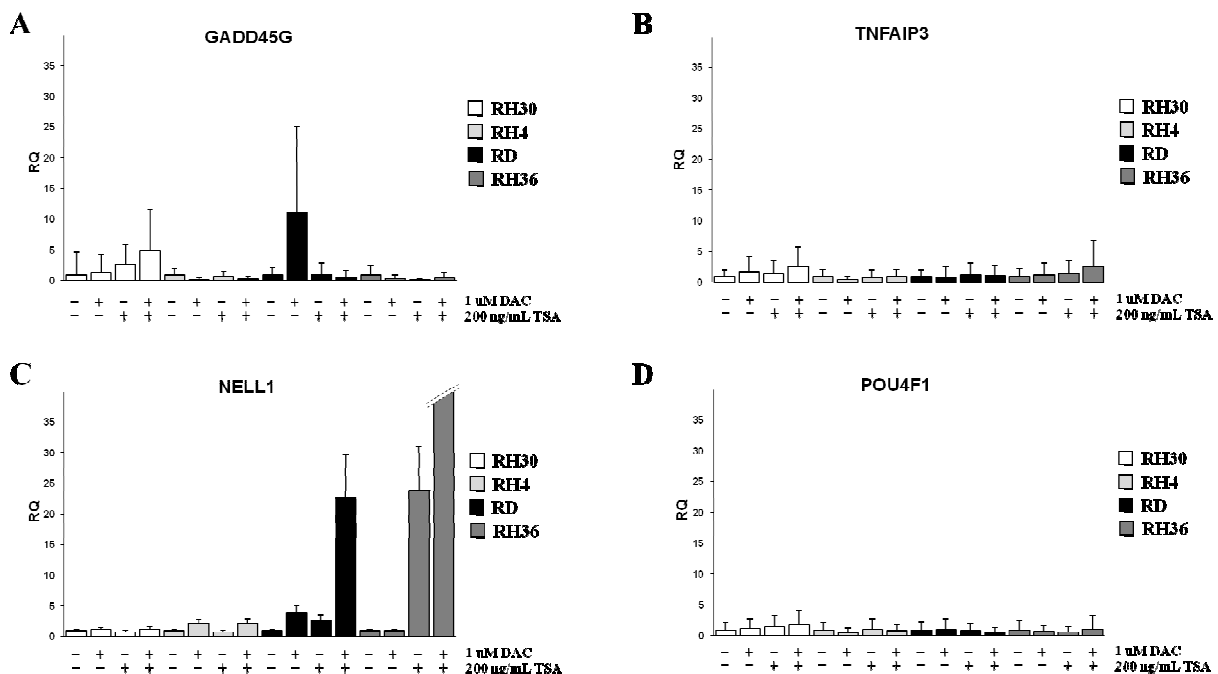 A
GADD45G
35
30
25
20
15
10
5
0
RQ
RH30
RH4
RD
RH36
− + − + − + − + − + − + − + − + 1 uM DAC
− − + + − − + + − − + + − − + + 200 ng/mL TSA
B
TNFAIP3
35
30
25
20
15
10
5
0
RQ
RH30
RH4
RD
RH36
− + − + − + − + − + − + − + − + 1 uM DAC
− − + + − − + + − − + + − − + + 200 ng/mL TSA
C
NELL1
35
30
25
20
15
10
5
0
RQ
RH30
RH4
RD
RH36
− + − + − + − + − + − + − + − + 1 uM DAC
− − + + − − + + − − + + − − + + 200 ng/mL TSA
D
POU4F1
35
30
25
20
15
10
5
0
RQ
RH30
RH4
RD
RH36
− + − + − + − + − + − + − + − + 1 uM DAC
− − + + − − + + − − + + − − + + 200 ng/mL TSA